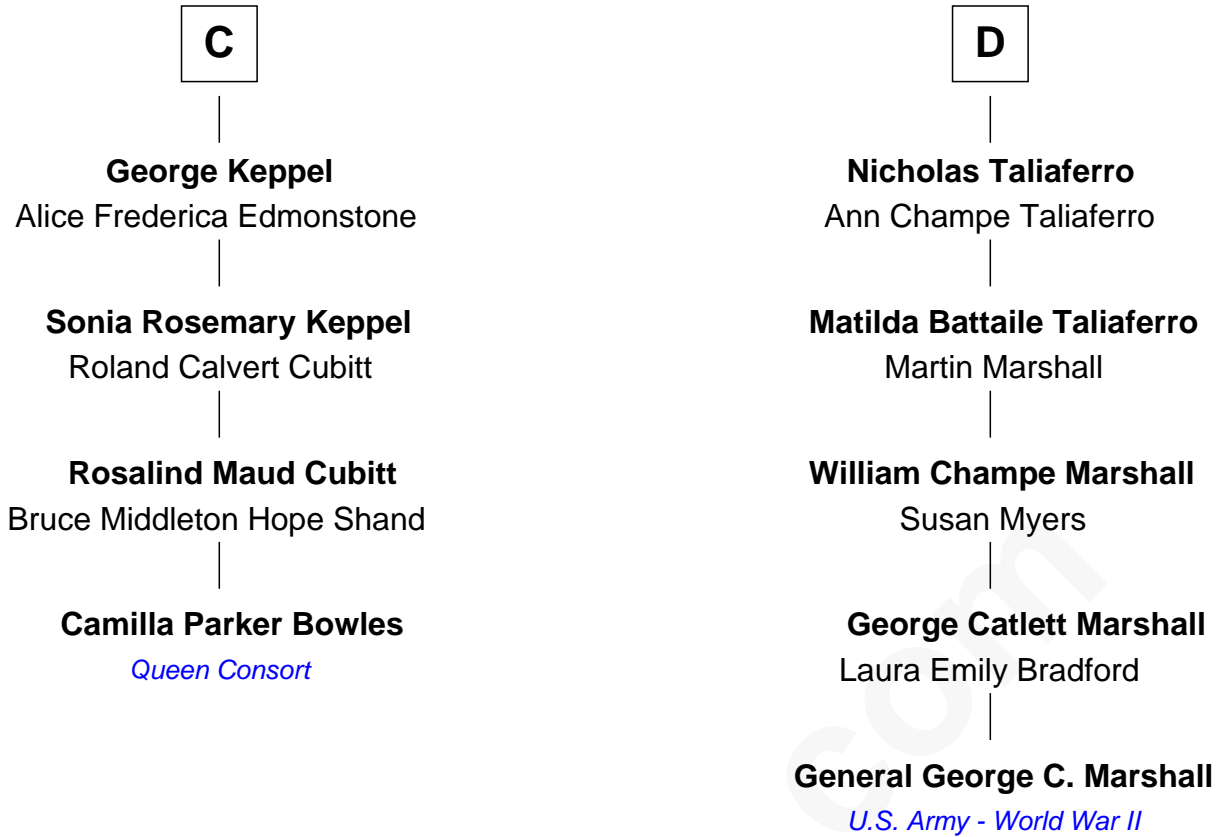 C
George Keppel
Alice Frederica Edmonstone
Sonia Rosemary Keppel
Roland Calvert Cubitt
Rosalind Maud Cubitt
Bruce Middleton Hope Shand
Camilla Parker Bowles
Queen Consort
D
Nicholas Taliaferro
Ann Champe Taliaferro
Matilda Battaile Taliaferro
Martin Marshall
William Champe Marshall
Susan Myers
George Catlett Marshall
Laura Emily Bradford
General George C. Marshall
U.S. Army - World War II
com